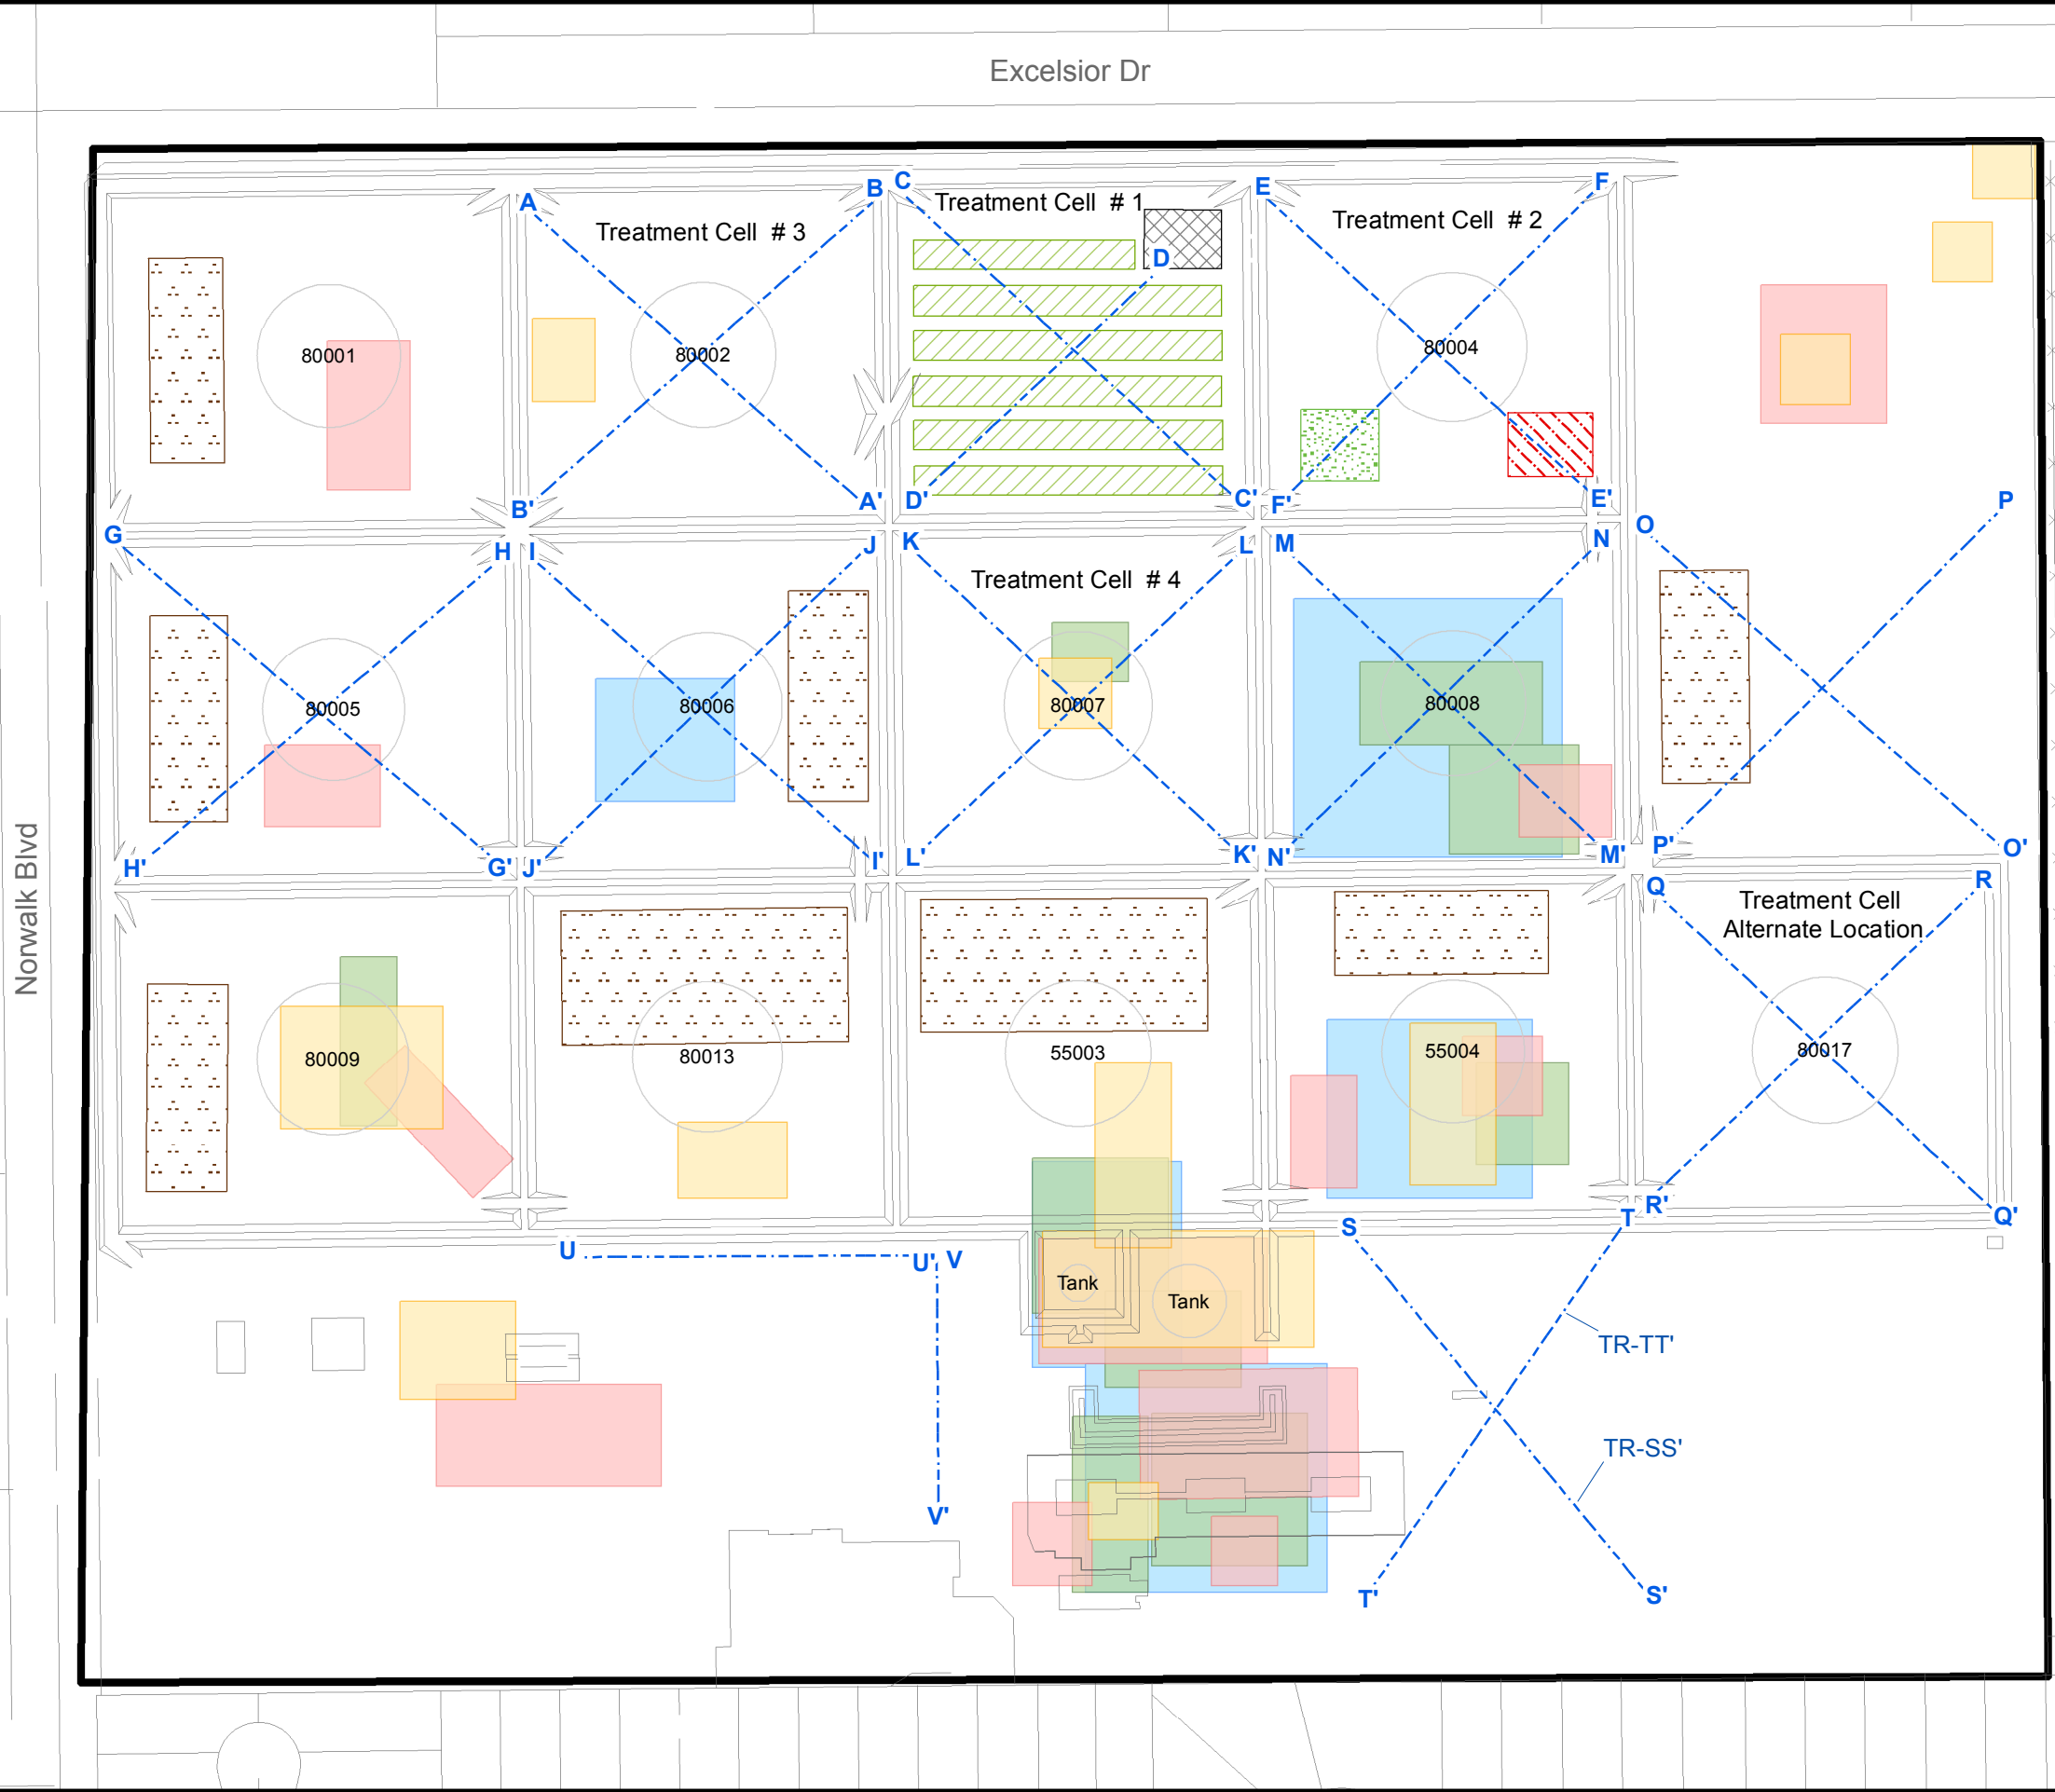 Excelsior Dr
A
B
C
E
F
Treatment Cell # 1
Treatment Cell # 3
Treatment Cell # 2
D
80001
80002
80004
B'
A'
D'
C'
F'
E'
P
G
H
I
J
K
L
M
N
O
Treatment Cell # 4
80005
80006
80007
80008
H'
G'
J'
I'
L'
K'
N'
M'
P'
O'
Norwalk Blvd
Q
R
Treatment Cell
Alternate Location
80009
80013
55003
55004
80017
U
U'
V
S
T
R'
Q'
Tank
Tank
TR-TT'
TR-SS'
V'
T'
S'